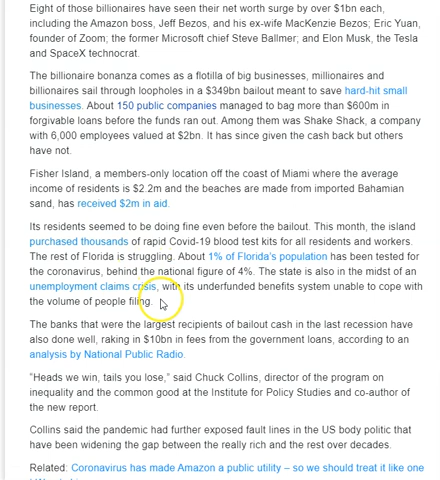 Eight of those billionaires have seen their net worth surge by over $1bn each,
including the Amazon boss, Jeff Bezos, and his ex-wife MacKenzie Bezos; Eric Yuan,
founder of Zoom; the former Microsoft chief Steve Ballmer; and Elon Musk, the Tesla
and SpaceX technocrat.
The billionaire bonanza comes as a flotilla of big businesses, millionaires and
billionaires sail through loopholes in a $349bn bailout meant to save hard-hit small
businesses. About 150 public companies managed to bag more than $600m in
forgivable loans before the funds ran out. Among them was Shake Shack, a company
with 6,000 employees valued at $2bn. It has since given the cash back but others
have not.
Fisher Island, a members-only location off the coast of Miami where the average
income of residents is $2.2m and the beaches are made from imported Bahamian
sand, has received $2m in aid.
Its residents seemed to be doing fine even before the bailout. This month, the island
purchased thousands of rapid Covid-19 blood test kits for all residents and workers.
The rest of Florida is struggling. About 1% of Florida's population has been tested for
the coronavirus, behind the national figure of 4%. The state is also in the midst of an
unemployment claims crisis, with its underfunded benefits system unable to cope with
the volume of people filing.
The banks that were the largest recipients of bailout cash in the last recession have
also done well, raking in $10bn in fees from the government loans, according to an
analysis by National Public Radio.
"Heads we win, tails you lose," said Chuck Collins, director of the program on
inequality and the common good at the Institute for Policy Studies and co-author of
the new report.
Collins said the pandemic had further exposed fault lines in the US body politic that
have been widening the gap between the really rich and the rest over decades.
Related: Coronavirus has made Amazon a public utility – so we should treat it like one